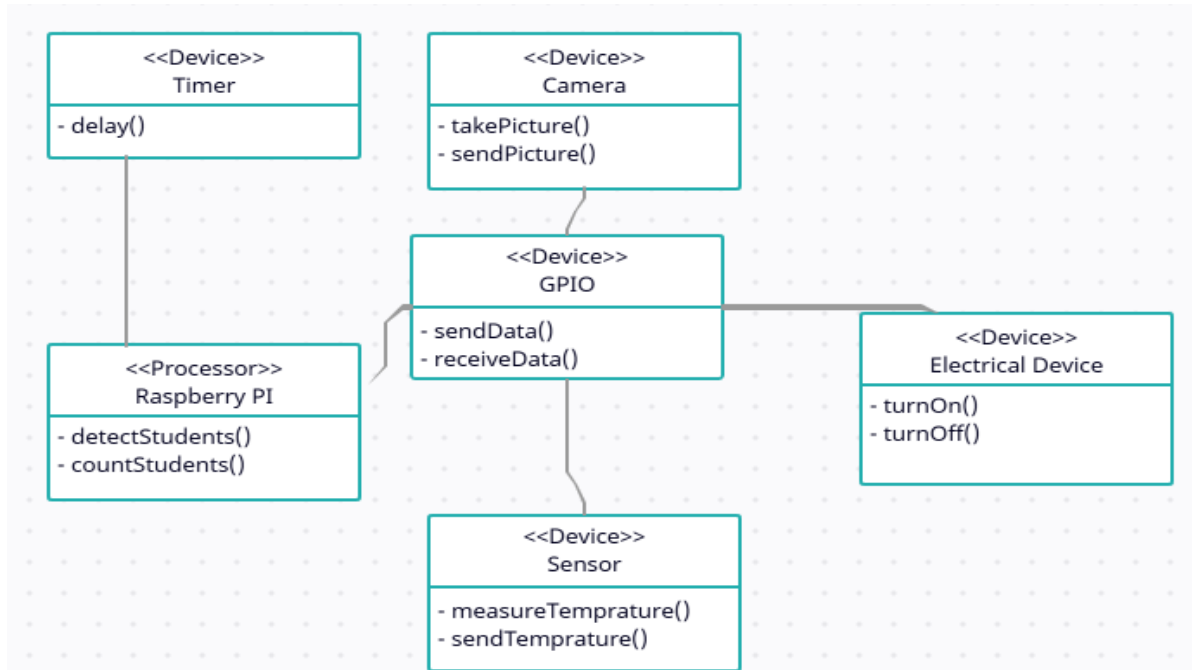 <<Device>>
Timer
- delay()
<<Device>>
Camera
- takePicture()
- sendPicture()
<<Device>>
GPIO
- sendData()
- receiveData()
<<Device>>
Electrical Device
- turnOn()
- turnOff()
<<Processor>>
Raspberry PI
- detectStudents()
- countStudents()
<<Device>>
Sensor
- measureTemprature()
- sendTemprature()